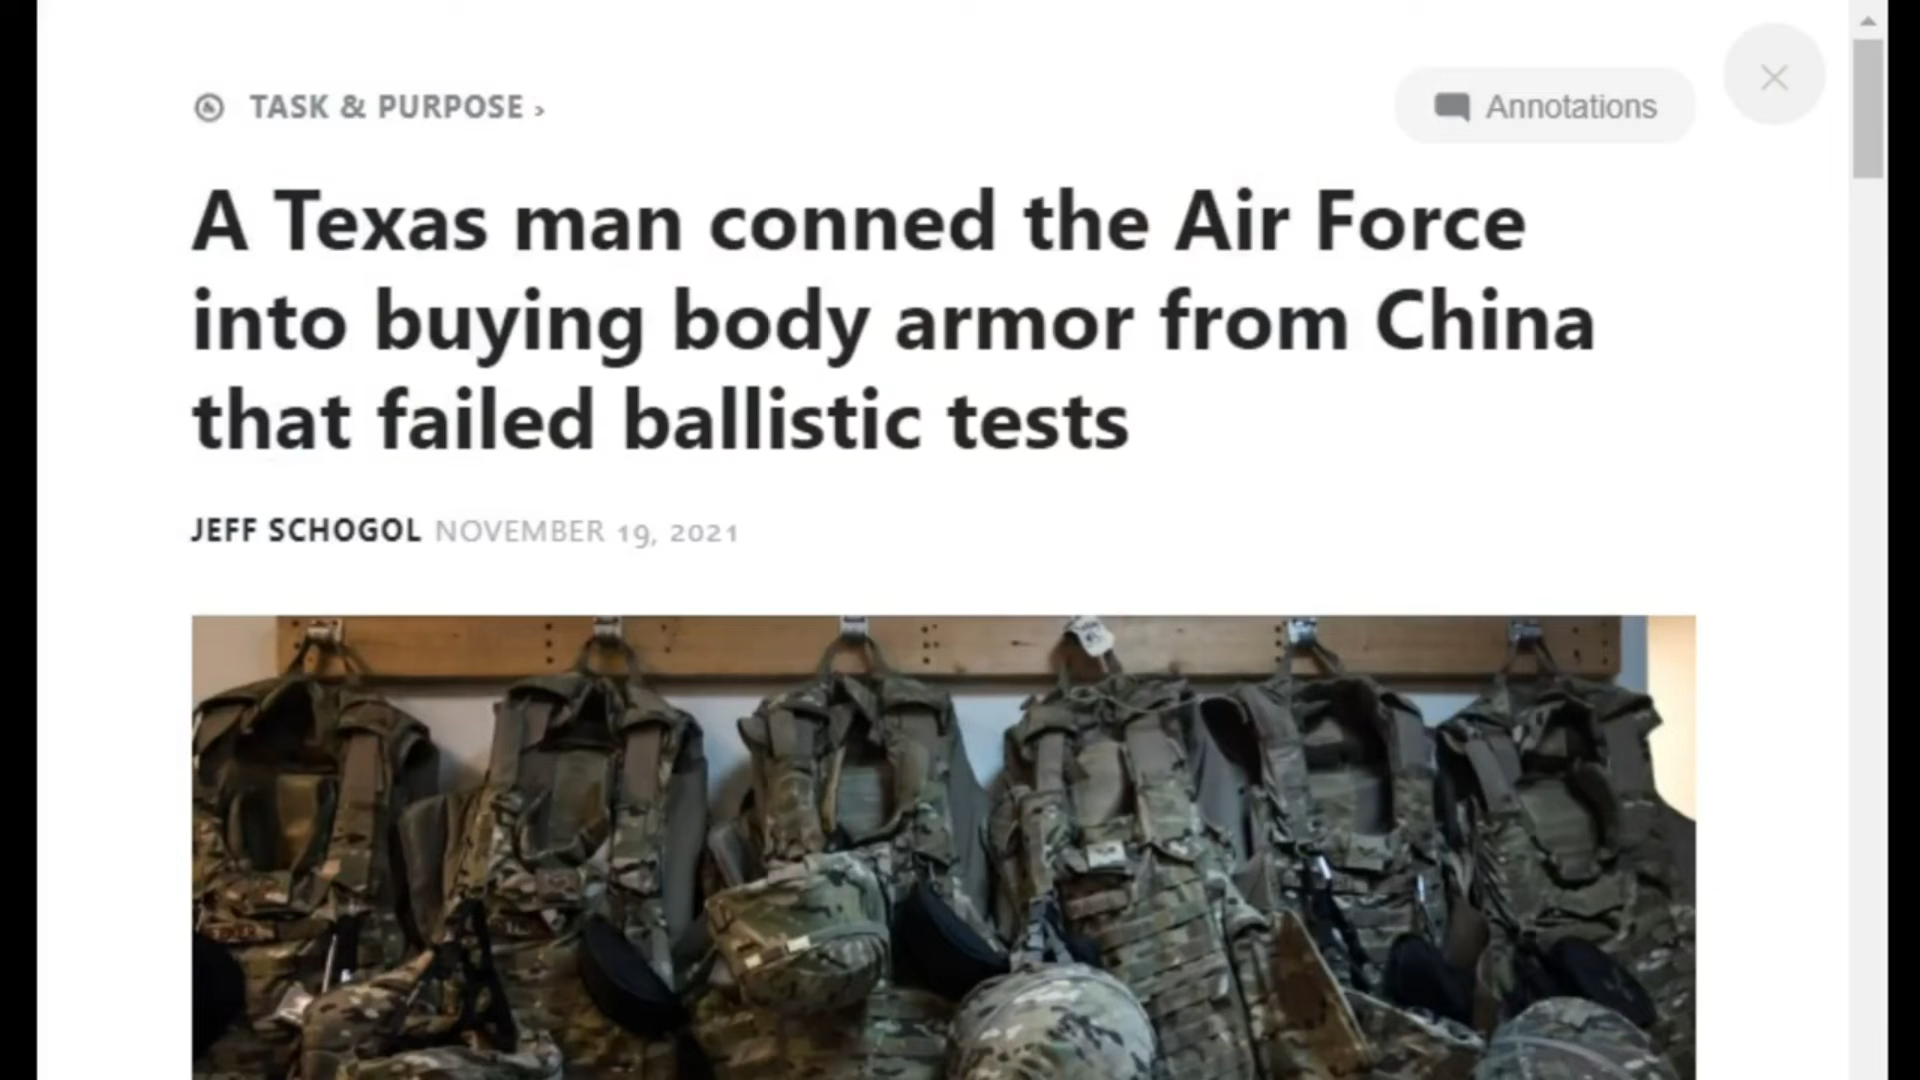 TASK & PURPOSE ›
Annotations
A Texas man conned the Air Force
into buying body armor from China
that failed ballistic tests
JEFF SCHOGOL NOVEMBER 19, 2021